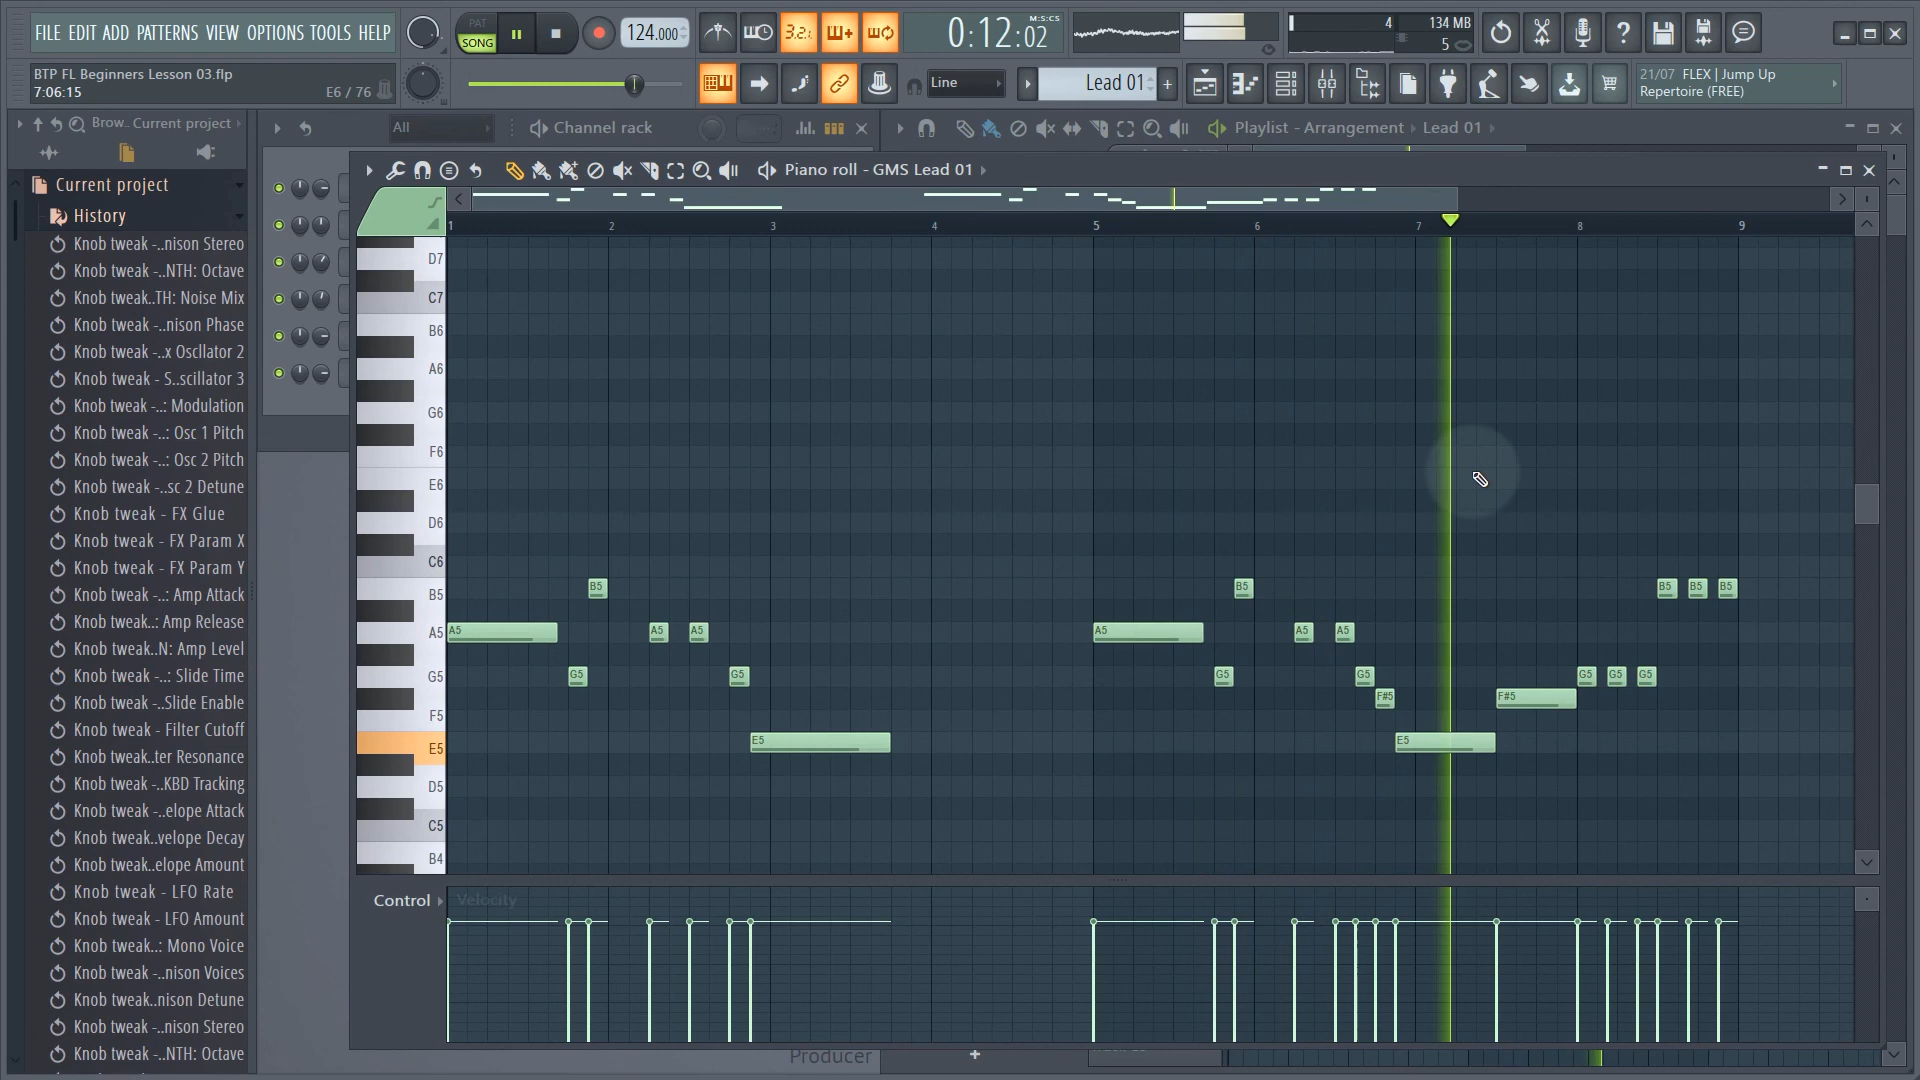 FILE EDIT ADD PATTERNS VIEW OPTIONS TOOLS HELP
PAT
SONG
124.000
3.2.1
0:12:02
M:S:CS
4
134 MB
5
BTP FL Beginners Lesson 03.flp
7:06:15
E6 / 76
Line
Lead 01
21/07 FLEX | Jump Up
Repertoire (FREE)
Brow.. Current project
All
Channel rack
Playlist - Arrangement
Lead 01
Piano roll - GMS Lead 01
Current project
History
Knob tweak -..nison Stereo
Knob tweak -..NTH: Octave
Knob tweak..TH: Noise Mix
Knob tweak -..nison Phase
Knob tweak -..x Oscllator 2
Knob tweak - S..scillator 3
Knob tweak -..: Modulation
Knob tweak -..: Osc 1 Pitch
Knob tweak -..: Osc 2 Pitch
Knob tweak -..sc 2 Detune
Knob tweak - FX Glue
Knob tweak - FX Param X
Knob tweak - FX Param Y
Knob tweak -..: Amp Attack
Knob tweak..: Amp Release
Knob tweak..N: Amp Level
Knob tweak -..: Slide Time
Knob tweak -..Slide Enable
Knob tweak - Filter Cutoff
Knob tweak..ter Resonance
Knob tweak..KBD Tracking
Knob tweak -..elope Attack
Knob tweak..velope Decay
Knob tweak..elope Amount
Knob tweak - LFO Rate
Knob tweak - LFO Amount
Knob tweak..: Mono Voice
Knob tweak..nison Voices
Knob tweak..nison Detune
Knob tweak -..nison Stereo
Knob tweak -..NTH: Octave
1 2 3 4 5 6 7 8 9
D7
C7
B6
A6
G6
F6
E6
D6
C6
B5 B5 B5 B5 B5 B5
A5 A5 A5 A5 A5 A5 A5
G5 G5 G5 G5 G5 G5 G5 G5
F#5 F#5
F5
E5 E5 E5
D5
C5
B4
Control
Velocity
Producer